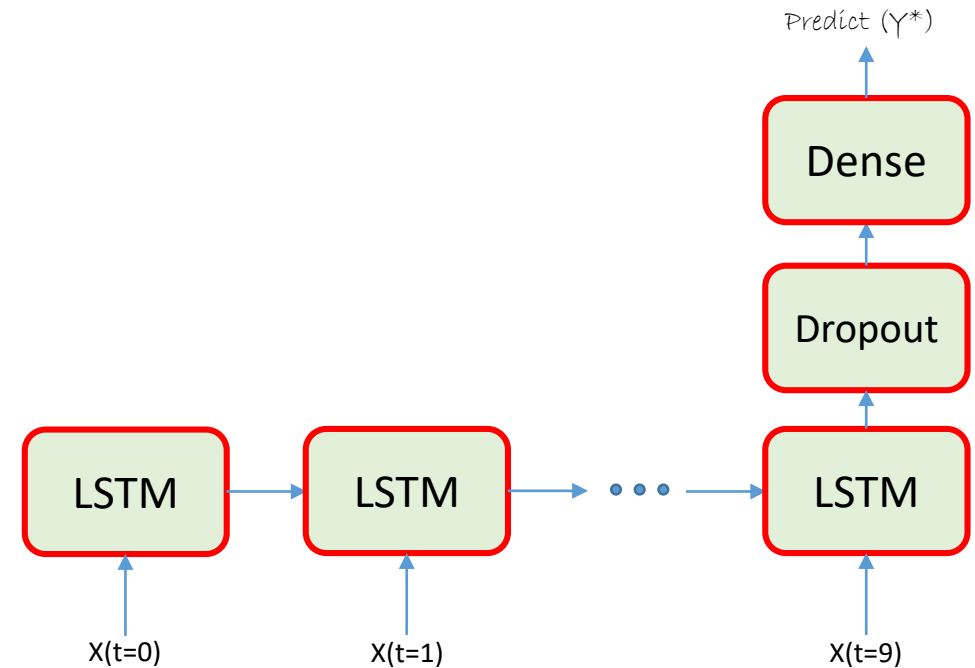 Predict (Y*)
Dense
Dropout
LSTM LSTM LSTM
X(t=0) X(t=1) X(t=9)